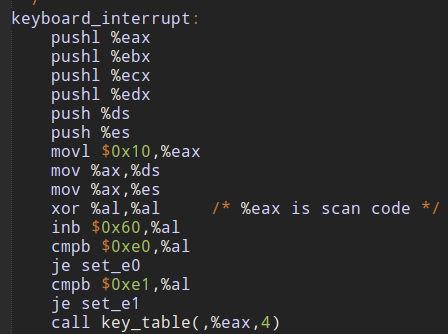 keyboard_interrupt:
pushl %eax
pushl %ebx
pushl %ecx
pushl %edx
push %ds
push %es
movl $0x10,%eax
mov %ax,%ds
mov %ax,%es
xor %al,%al /* %eax is scan code */
inb $0x60,%al
cmpb $0xe0,%al
je set_e0
cmpb $0xe1,%al
je set_e1
call key_table(,%eax,4)